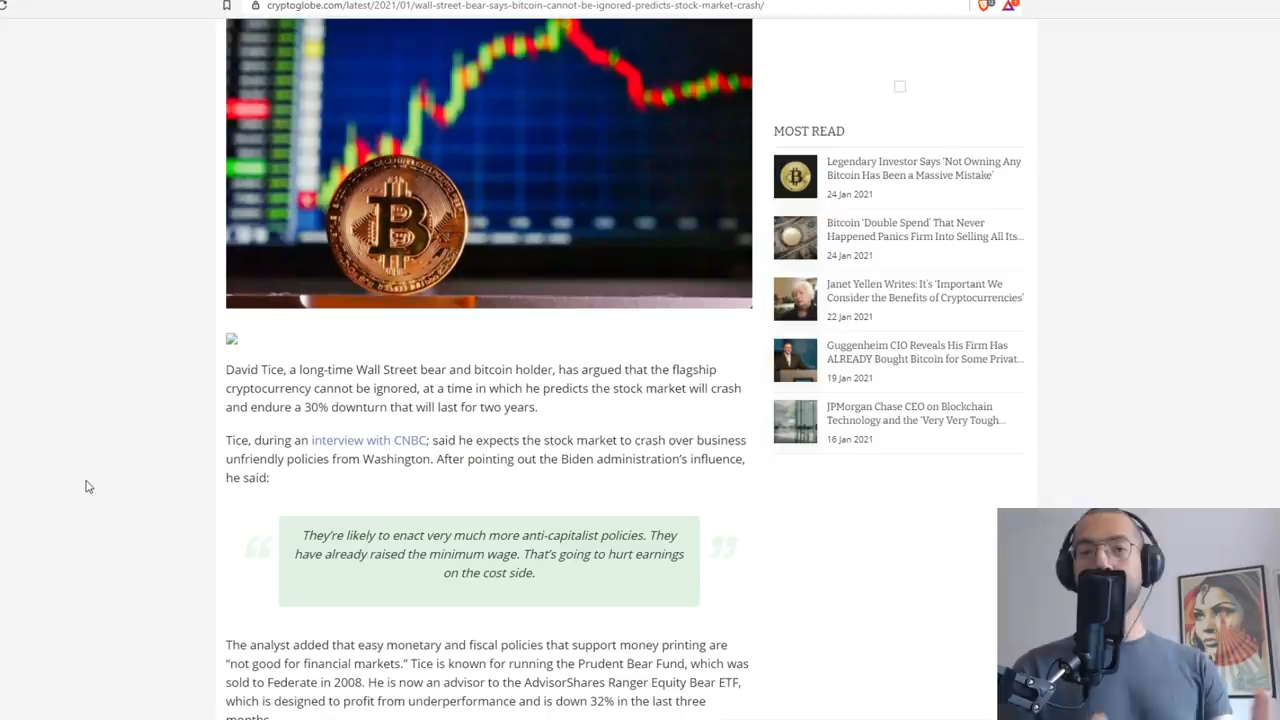 cryptoglobe.com/latest/2021/01/wall-street-bear-says-bitcoin-cannot-be-ignored-predicts-stock-market-crash/
David Tice, a long-time Wall Street bear and bitcoin holder, has argued that the flagship
cryptocurrency cannot be ignored, at a time in which he predicts the stock market will crash
and endure a 30% downturn that will last for two years.
Tice, during an interview with CNBC; said he expects the stock market to crash over business
unfriendly policies from Washington. After pointing out the Biden administration's influence,
he said:
They're likely to enact very much more anti-capitalist policies. They
have already raised the minimum wage. That's going to hurt earnings
on the cost side.
The analyst added that easy monetary and fiscal policies that support money printing are
“not good for financial markets.” Tice is known for running the Prudent Bear Fund, which was
sold to Federate in 2008. He is now an advisor to the AdvisorShares Ranger Equity Bear ETF,
which is designed to profit from underperformance and is down 32% in the last three
months.
MOST READ
Legendary Investor Says ‘Not Owning Any
Bitcoin Has Been a Massive Mistake’
24 Jan 2021
Bitcoin ‘Double Spend’ That Never
Happened Panics Firm Into Selling All Its...
24 Jan 2021
Janet Yellen Writes: It’s ‘Important We
Consider the Benefits of Cryptocurrencies’
22 Jan 2021
Guggenheim CIO Reveals His Firm Has
ALREADY Bought Bitcoin for Some Privat...
19 Jan 2021
JPMorgan Chase CEO on Blockchain
Technology and the ‘Very Very Tough...
16 Jan 2021